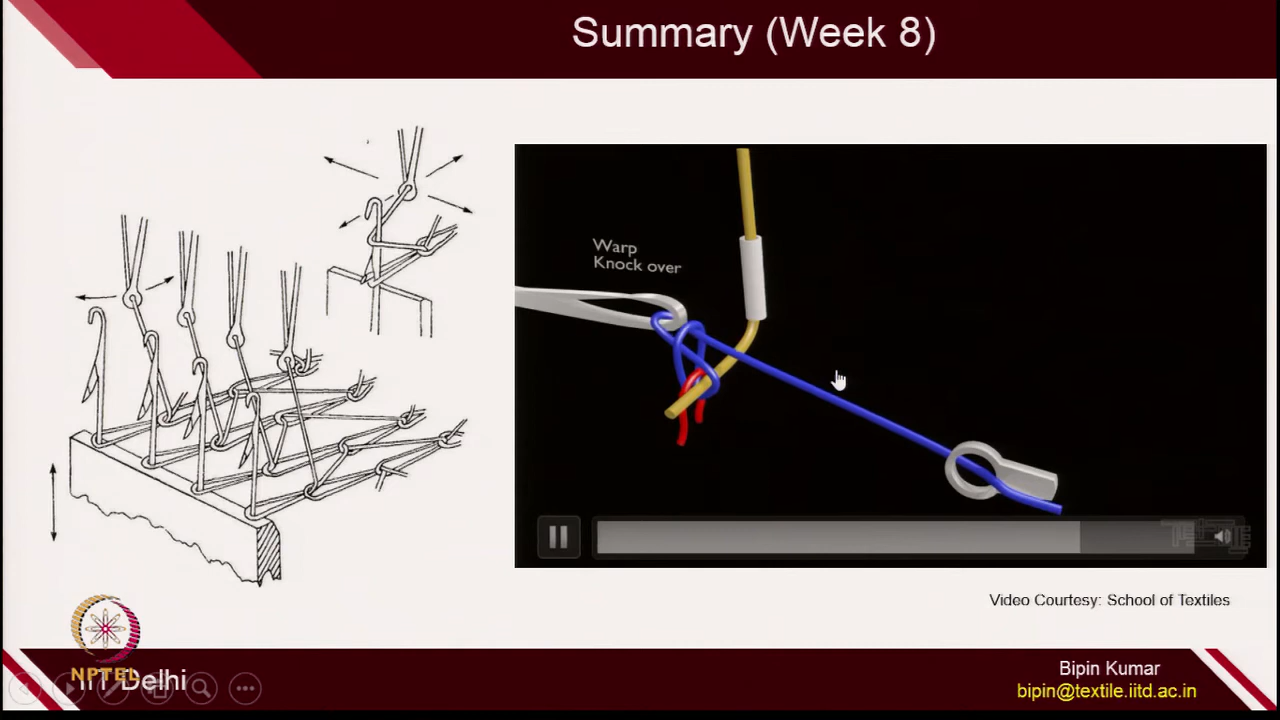 Summary (Week 8)
Warp
Knock over
Video Courtesy: School of Textiles
NPTEL
IIT Delhi
Bipin Kumar
bipin@textile.iitd.ac.in